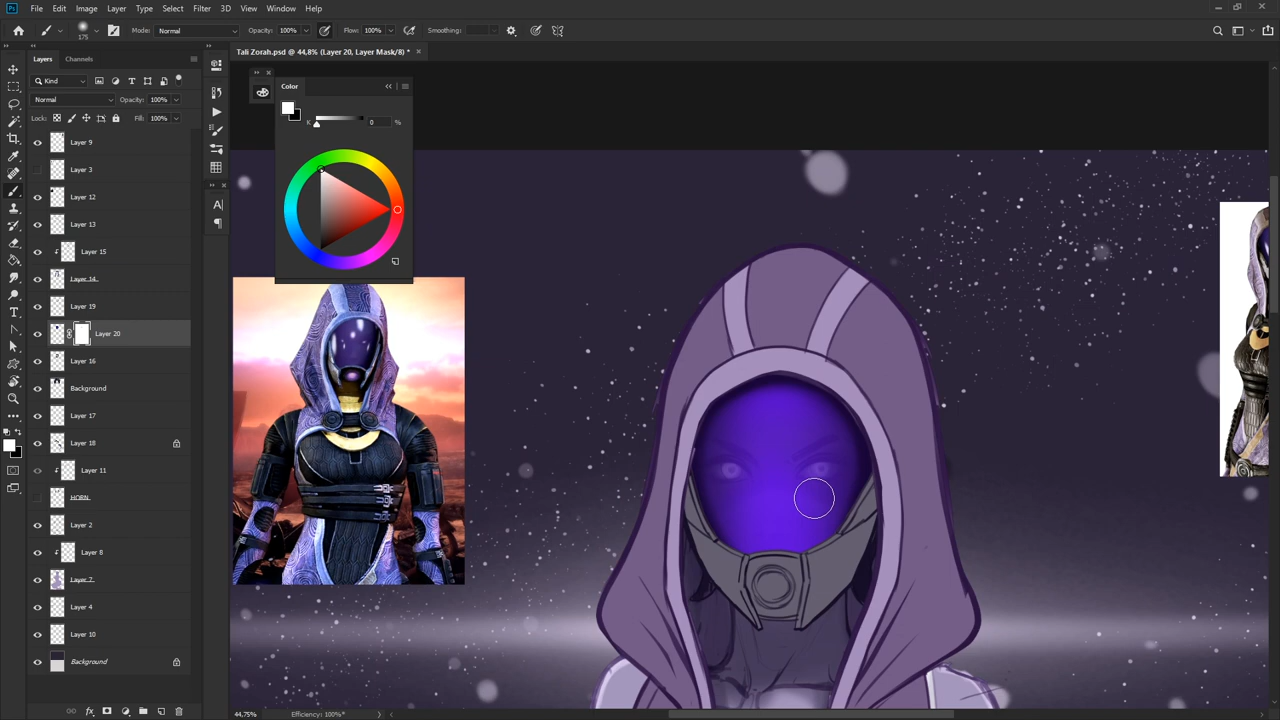 Ps File Edit Image Layer Type Select Filter 3D View Window Help
175 Mode: Normal Opacity: 100% Flow: 100% Smoothing:
Tali Zorah.psd @ 44,8% (Layer 20, Layer Mask/8) *
Layers Channels
Color
Kind
Normal Opacity: 100%
Lock: Fill: 100%
K 0 %
Layer 9
Layer 3
Layer 12
Layer 13
Layer 15
Layer 14
Layer 19
Layer 20
Layer 16
Background
Layer 17
Layer 18
Layer 11
HORN
Layer 2
Layer 8
Layer 7
Layer 4
Layer 10
Background
44,75% Efficiency: 100%*